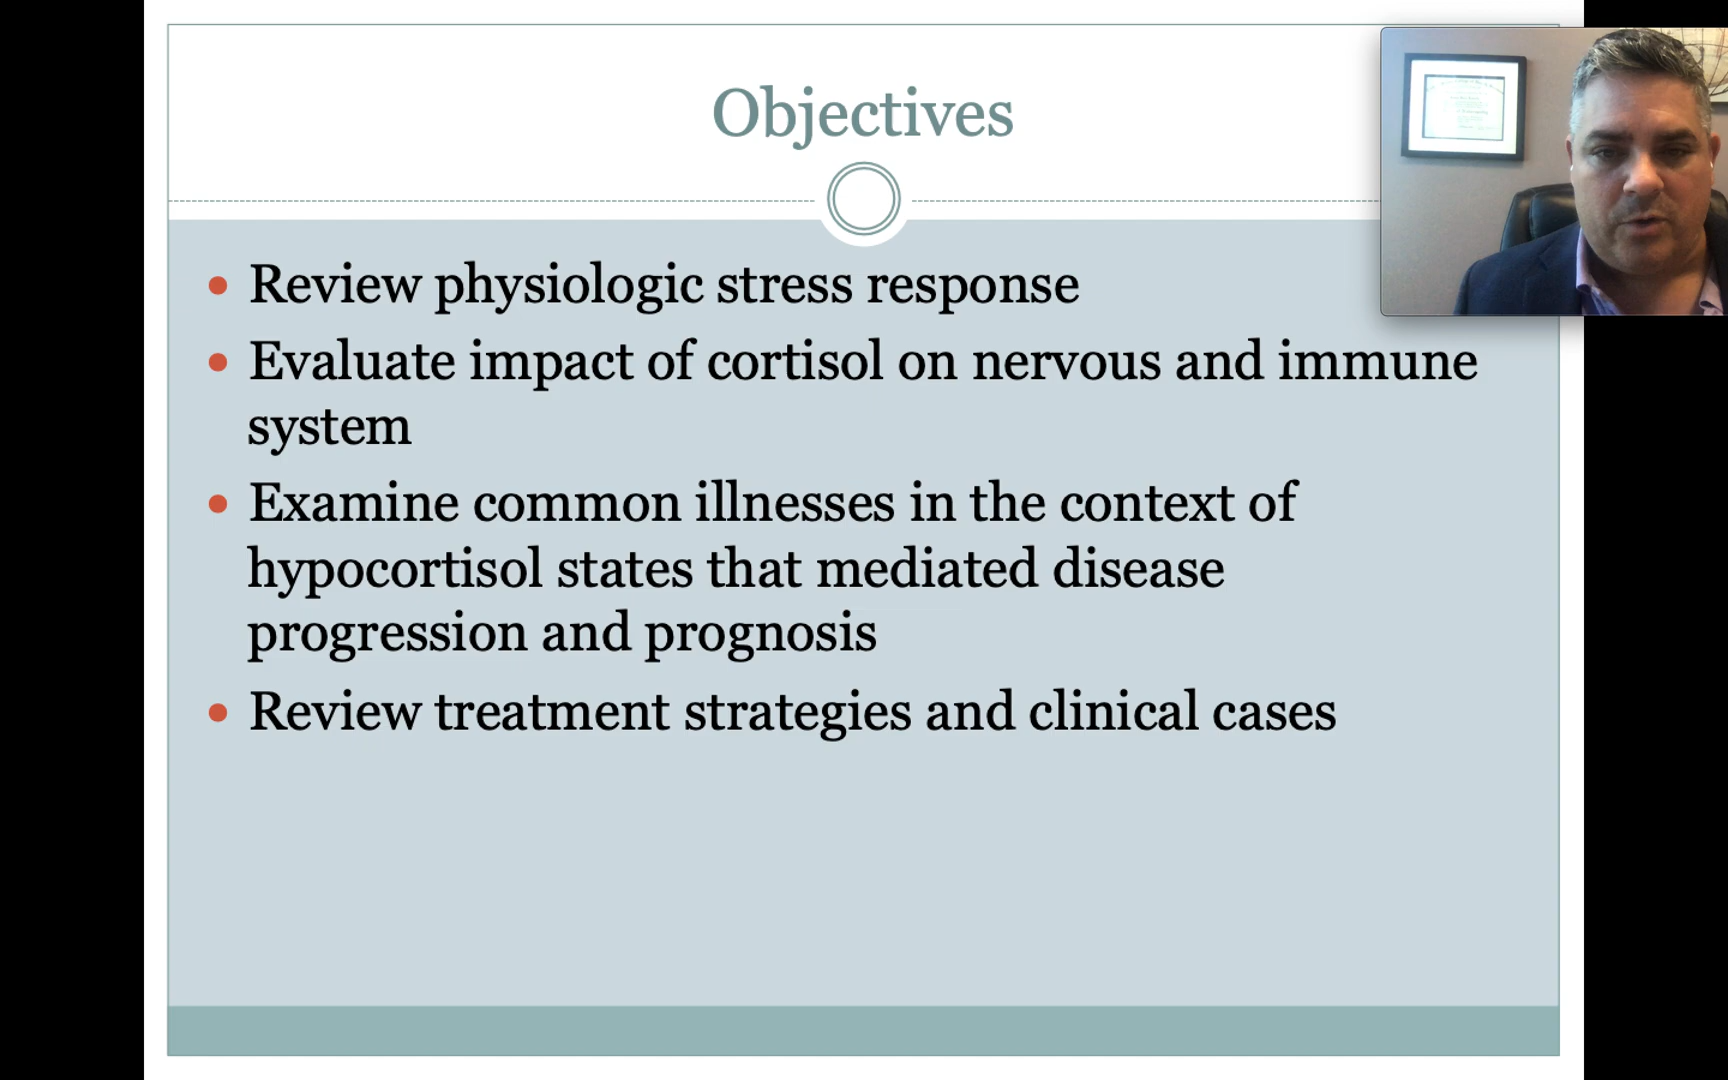 Objectives
• Review physiologic stress response
• Evaluate impact of cortisol on nervous and immune
system
• Examine common illnesses in the context of
hypocortisol states that mediated disease
progression and prognosis
• Review treatment strategies and clinical cases